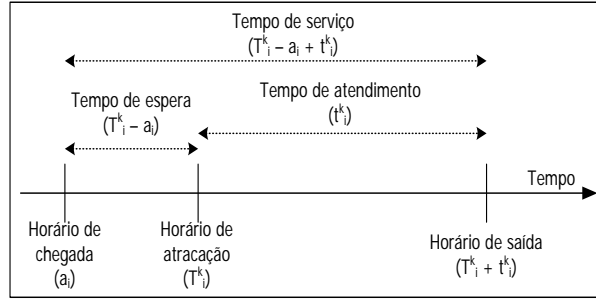 Tempo de serviço
(T^k_i – a_i + t^k_i)
Tempo de espera
(T^k_i – a_i)
Tempo de atendimento
(t^k_i)
Tempo
Horário de
chegada
(a_i)
Horário de
atracação
(T^k_i)
Horário de saída
(T^k_i + t^k_i)